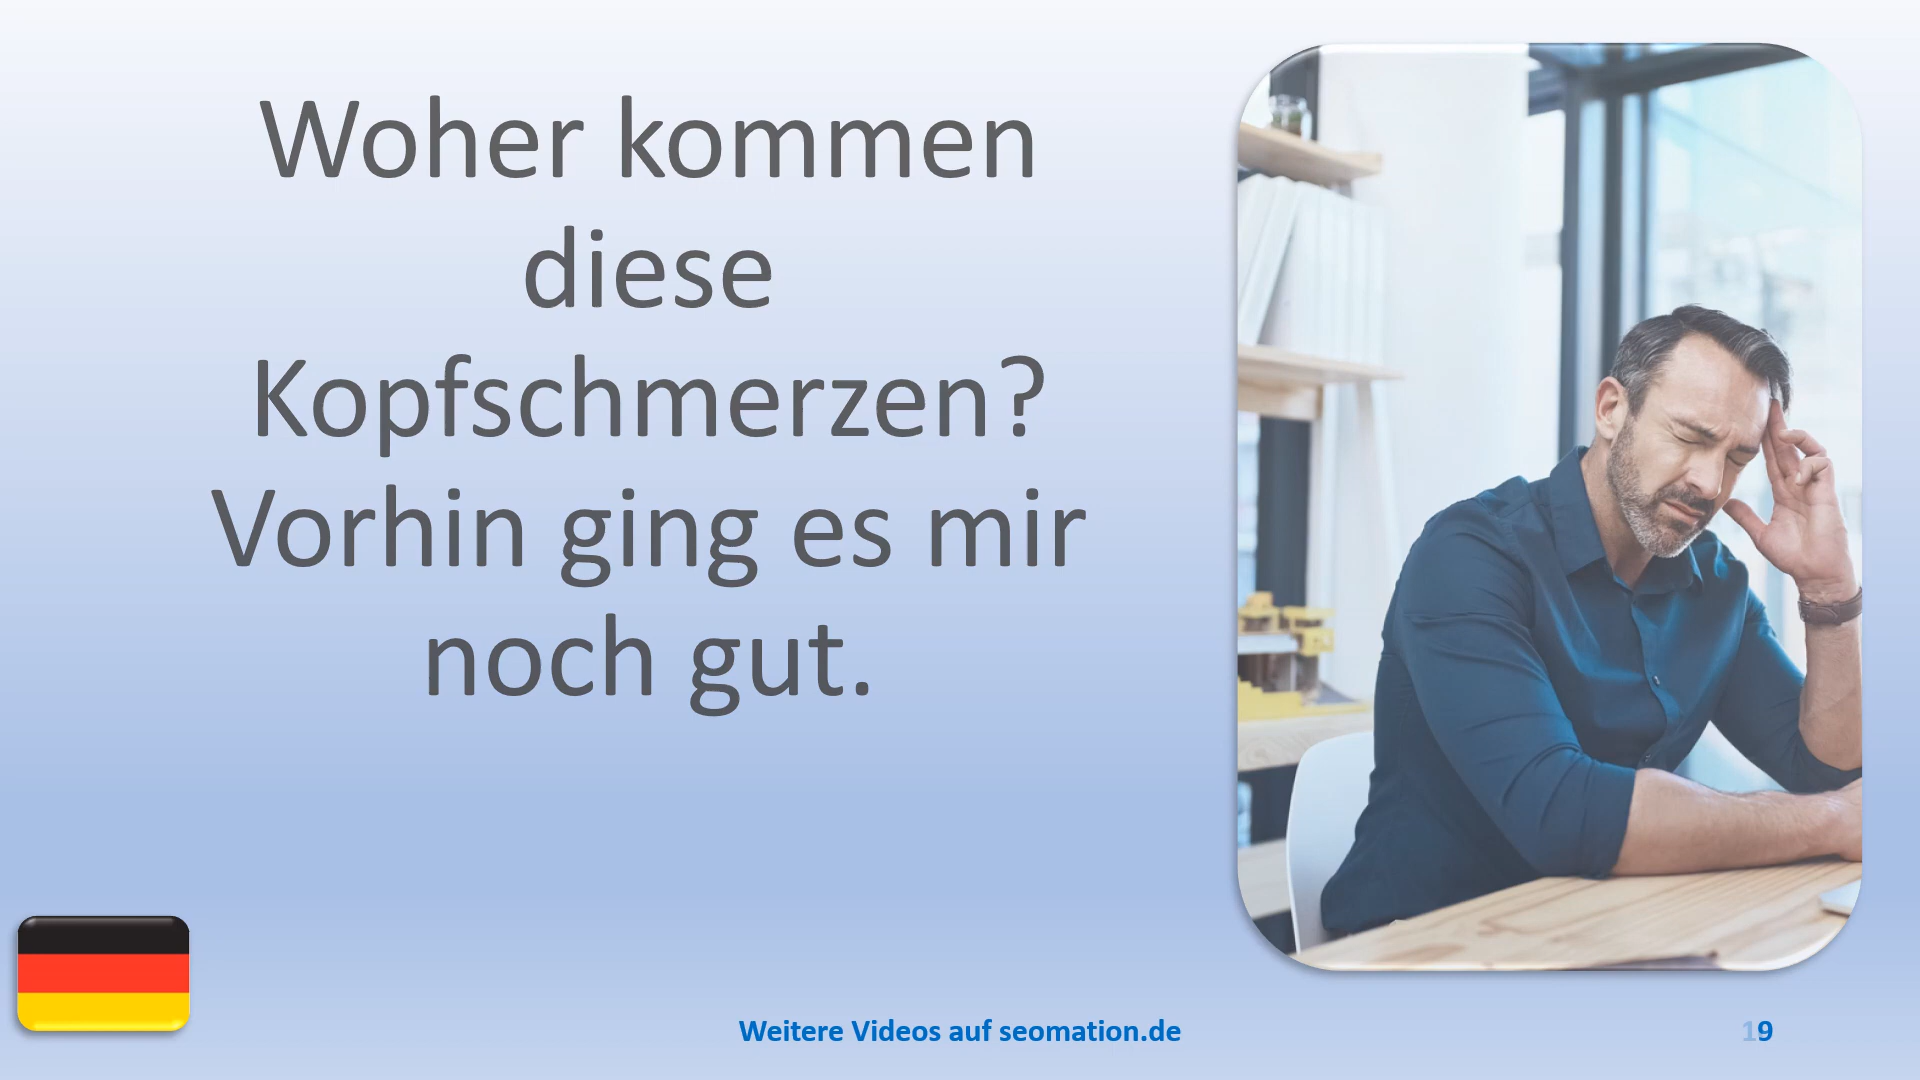 Woher kommen
diese
Kopfschmerzen?
Vorhin ging es mir
noch gut.
Weitere Videos auf seomation.de
19